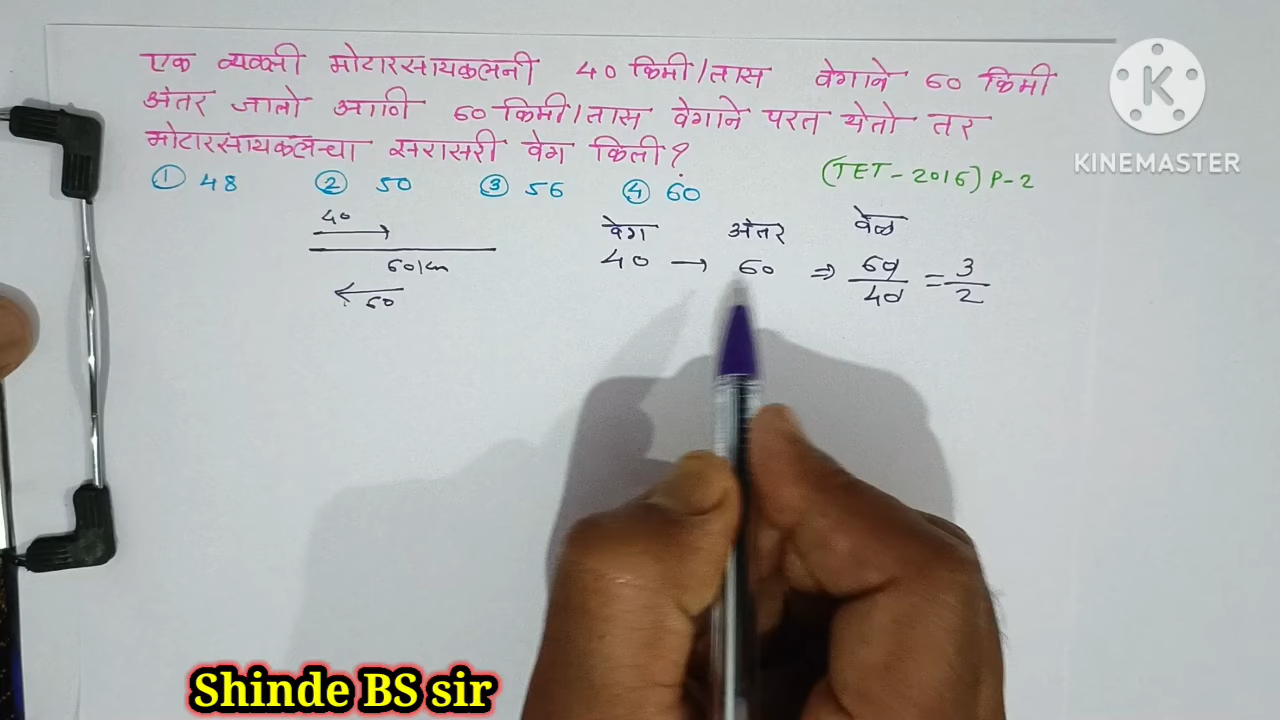 एक व्यक्ती मोटारसायकलनी 40 किमी/तास वेगाने 60 किमी
अंतर जातो आणि 60 किमी/तास वेगाने परत येतो तर
मोटारसायकलचा सरासरी वेग किती?
① 48 ② 50 ③ 56 ④ 60
(TET-2016) P-2
KINEMASTER
40
60km
60
वेग अंतर वेळ
40 → 60 ⇒ 60/40 = 3/2
Shinde BS sir